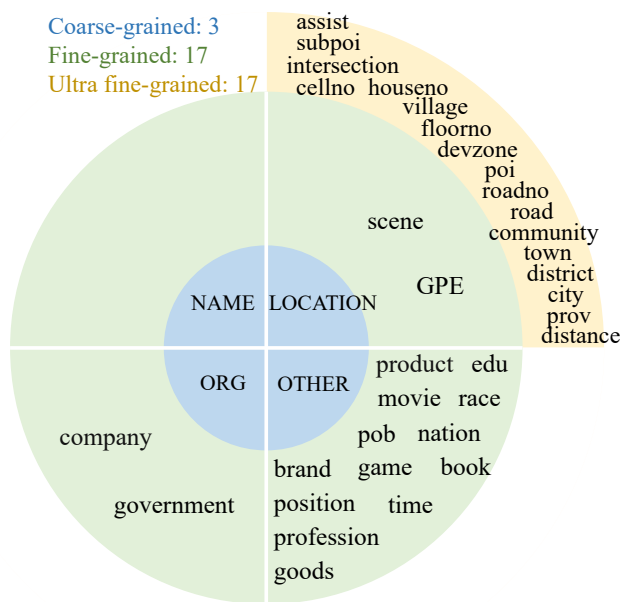 Coarse-grained: 3
Fine-grained: 17
Ultra fine-grained: 17
assist
subpoi
intersection
cellno houseno
village
floorno
devzone
poi
roadno
road
community
town
district
city
prov
distance
scene
GPE
NAME LOCATION
ORG OTHER
product edu
movie race
pob nation
brand game book
position time
profession
goods
company
government